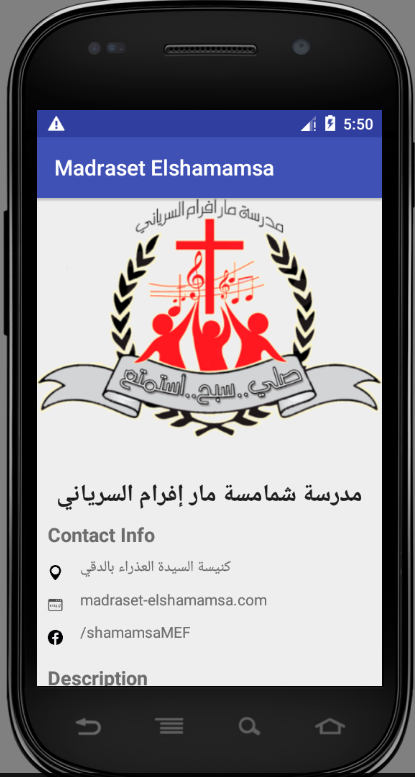 5:50
Madraset Elshamamsa
مدرسة مار افرام السرياني
صلي..سبح..استمتع
مدرسة شمامسة مار إفرام السرياني
Contact Info
كنيسة السيدة العذراء بالدقي
madraset-elshamamsa.com
/shamamsaMEF
Description